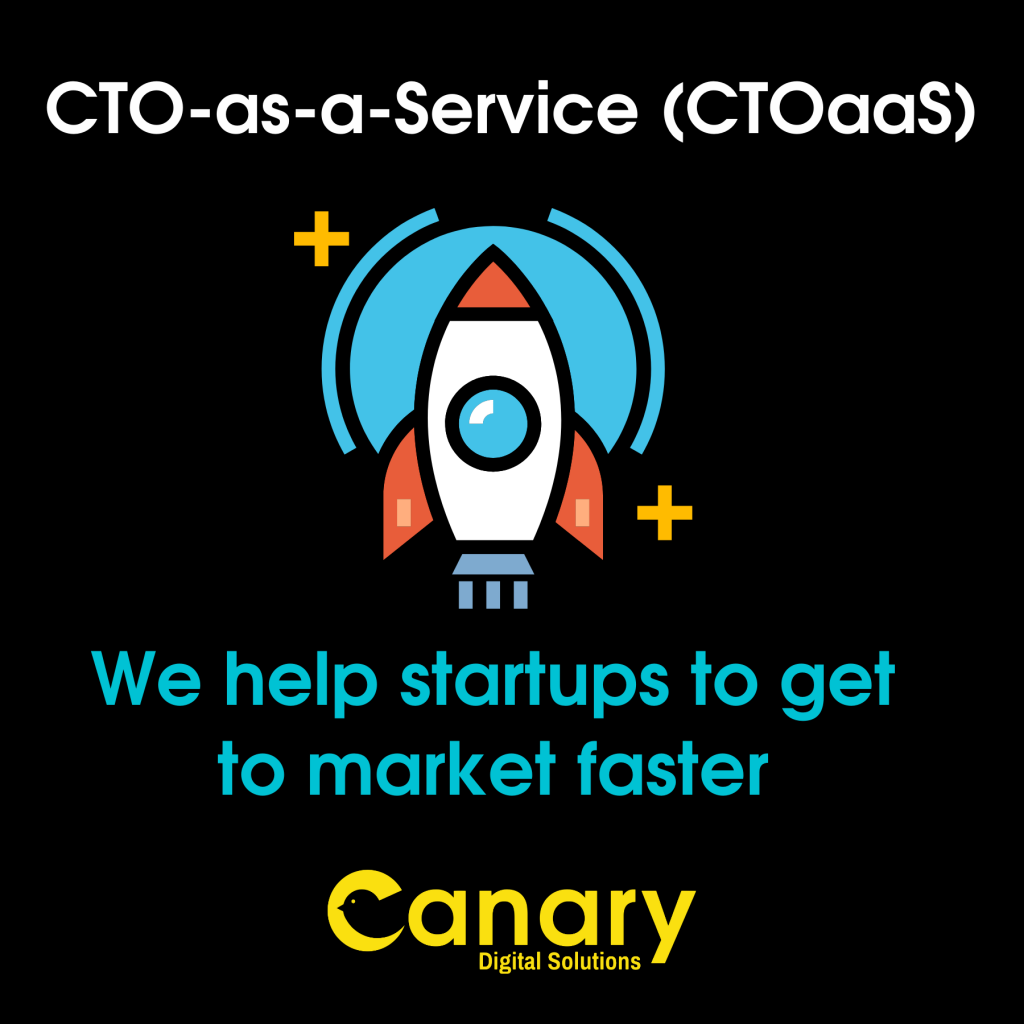 CTO-as-a-Service (CTOaaS)
We help startups to get
to market faster
Canary
Digital Solutions